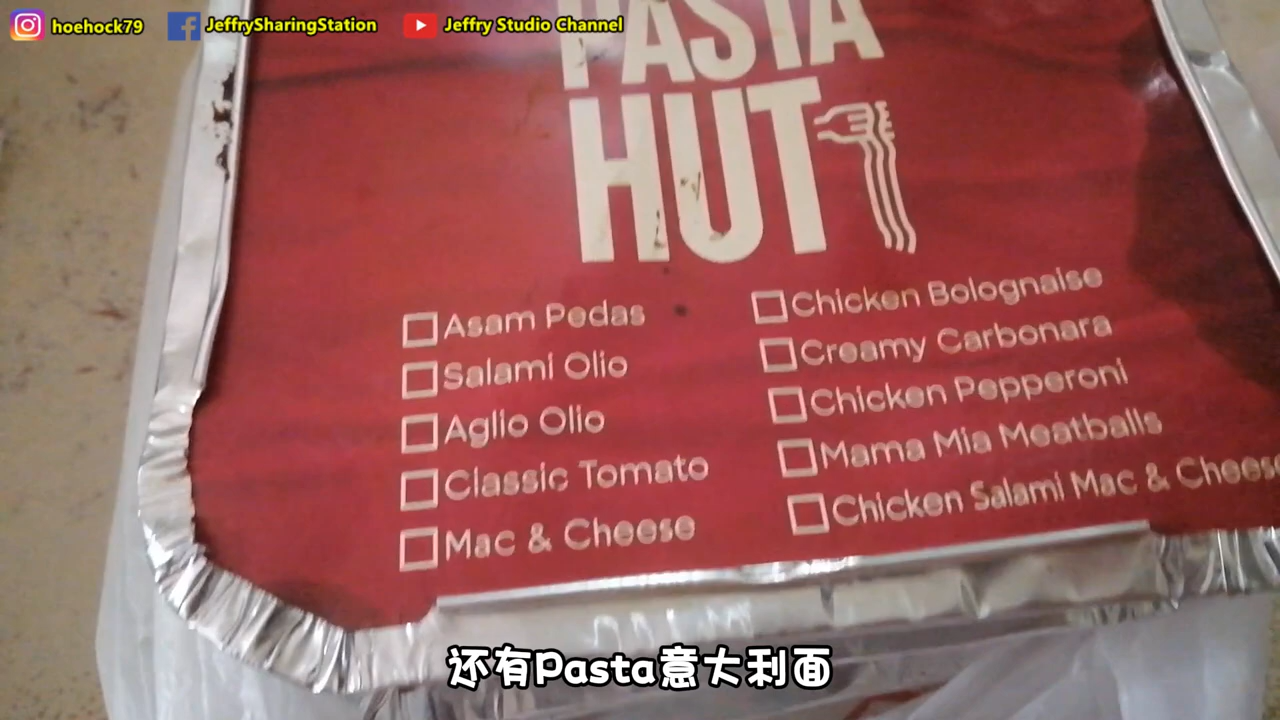 hoehock79
JeffrySharingStation
Jeffry Studio Channel
PASTA
HUT
Asam Pedas
Salami Olio
Aglio Olio
Classic Tomato
Mac & Cheese
Chicken Bolognaise
Creamy Carbonara
Chicken Pepperoni
Mama Mia Meatballs
Chicken Salami Mac & Cheese
还有Pasta意大利面